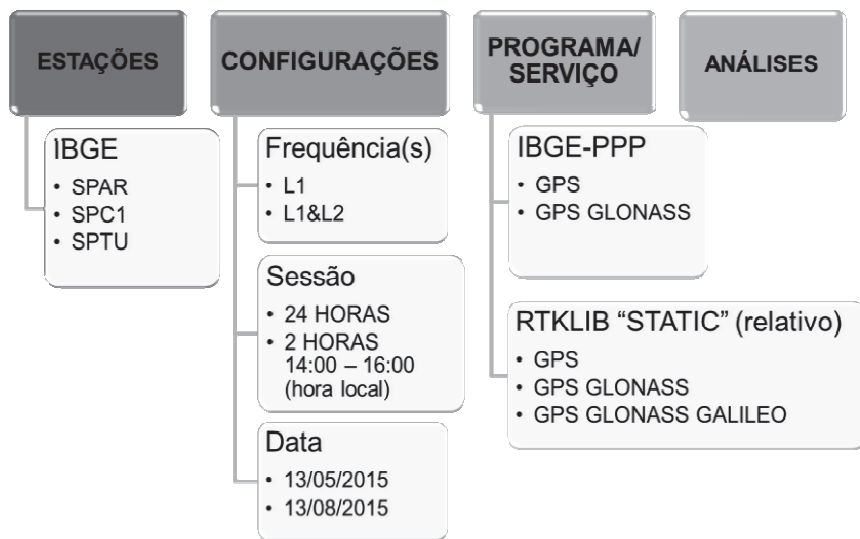 ESTAÇÕES
IBGE
• SPAR
• SPC1
• SPTU
CONFIGURAÇÕES
Frequência(s)
• L1
• L1&L2
Sessão
• 24 HORAS
• 2 HORAS
14:00 – 16:00
(hora local)
Data
• 13/05/2015
• 13/08/2015
PROGRAMA/
SERVIÇO
IBGE-PPP
• GPS
• GPS GLONASS
RTKLIB “STATIC” (relativo)
• GPS
• GPS GLONASS
• GPS GLONASS GALILEO
ANÁLISES